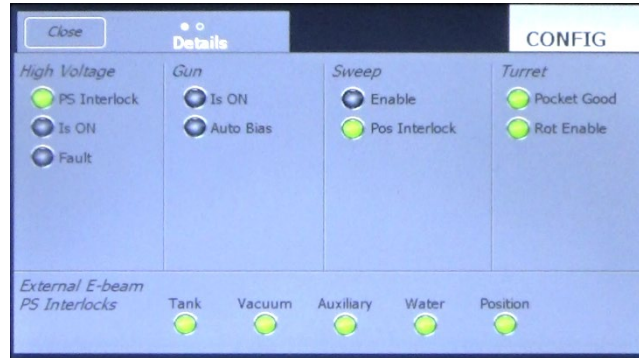 Close
Details
CONFIG
High Voltage
PS Interlock
Is ON
Fault
Gun
Is ON
Auto Bias
Sweep
Enable
Pos Interlock
Turret
Pocket Good
Rot Enable
External E-beam
PS Interlocks
Tank Vacuum Auxiliary Water Position